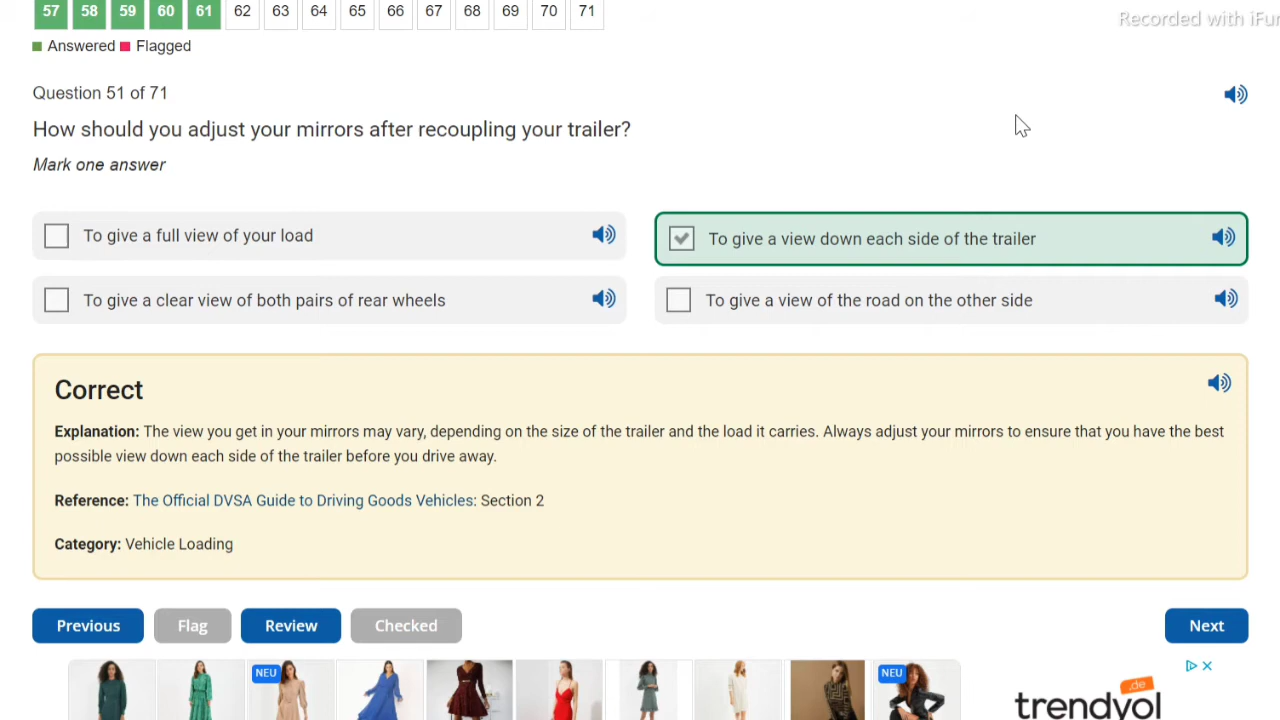 57 58 59 60 61 62 63 64 65 66 67 68 69 70 71
Recorded with iFun
Answered Flagged
Question 51 of 71
How should you adjust your mirrors after recoupling your trailer?
Mark one answer
To give a full view of your load
To give a view down each side of the trailer
To give a clear view of both pairs of rear wheels
To give a view of the road on the other side
Correct
Explanation: The view you get in your mirrors may vary, depending on the size of the trailer and the load it carries. Always adjust your mirrors to ensure that you have the best
possible view down each side of the trailer before you drive away.
Reference: The Official DVSA Guide to Driving Goods Vehicles: Section 2
Category: Vehicle Loading
Previous Flag Review Checked Next
NEU NEU
.de
trendyol